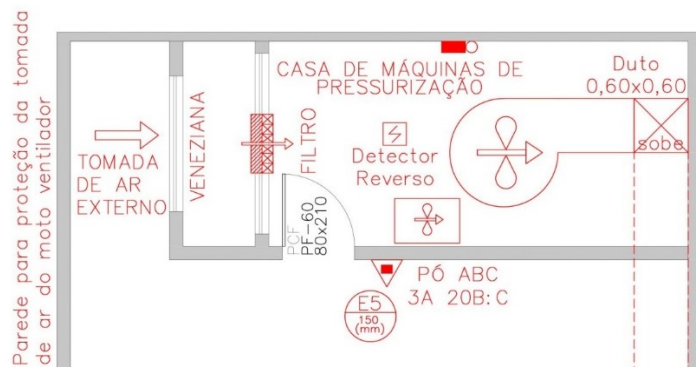 Parede para proteção da tomada
de ar do moto ventilador
TOMADA
DE AR
EXTERNO
VENEZIANA
FILTRO
CASA DE MÁQUINAS DE
PRESSURIZAÇÃO
Detector
Reverso
Duto
0,60x0,60
sobe
PCF
PF-60
80x210
PÓ ABC
3A 20B:C
E5
150
(mm)